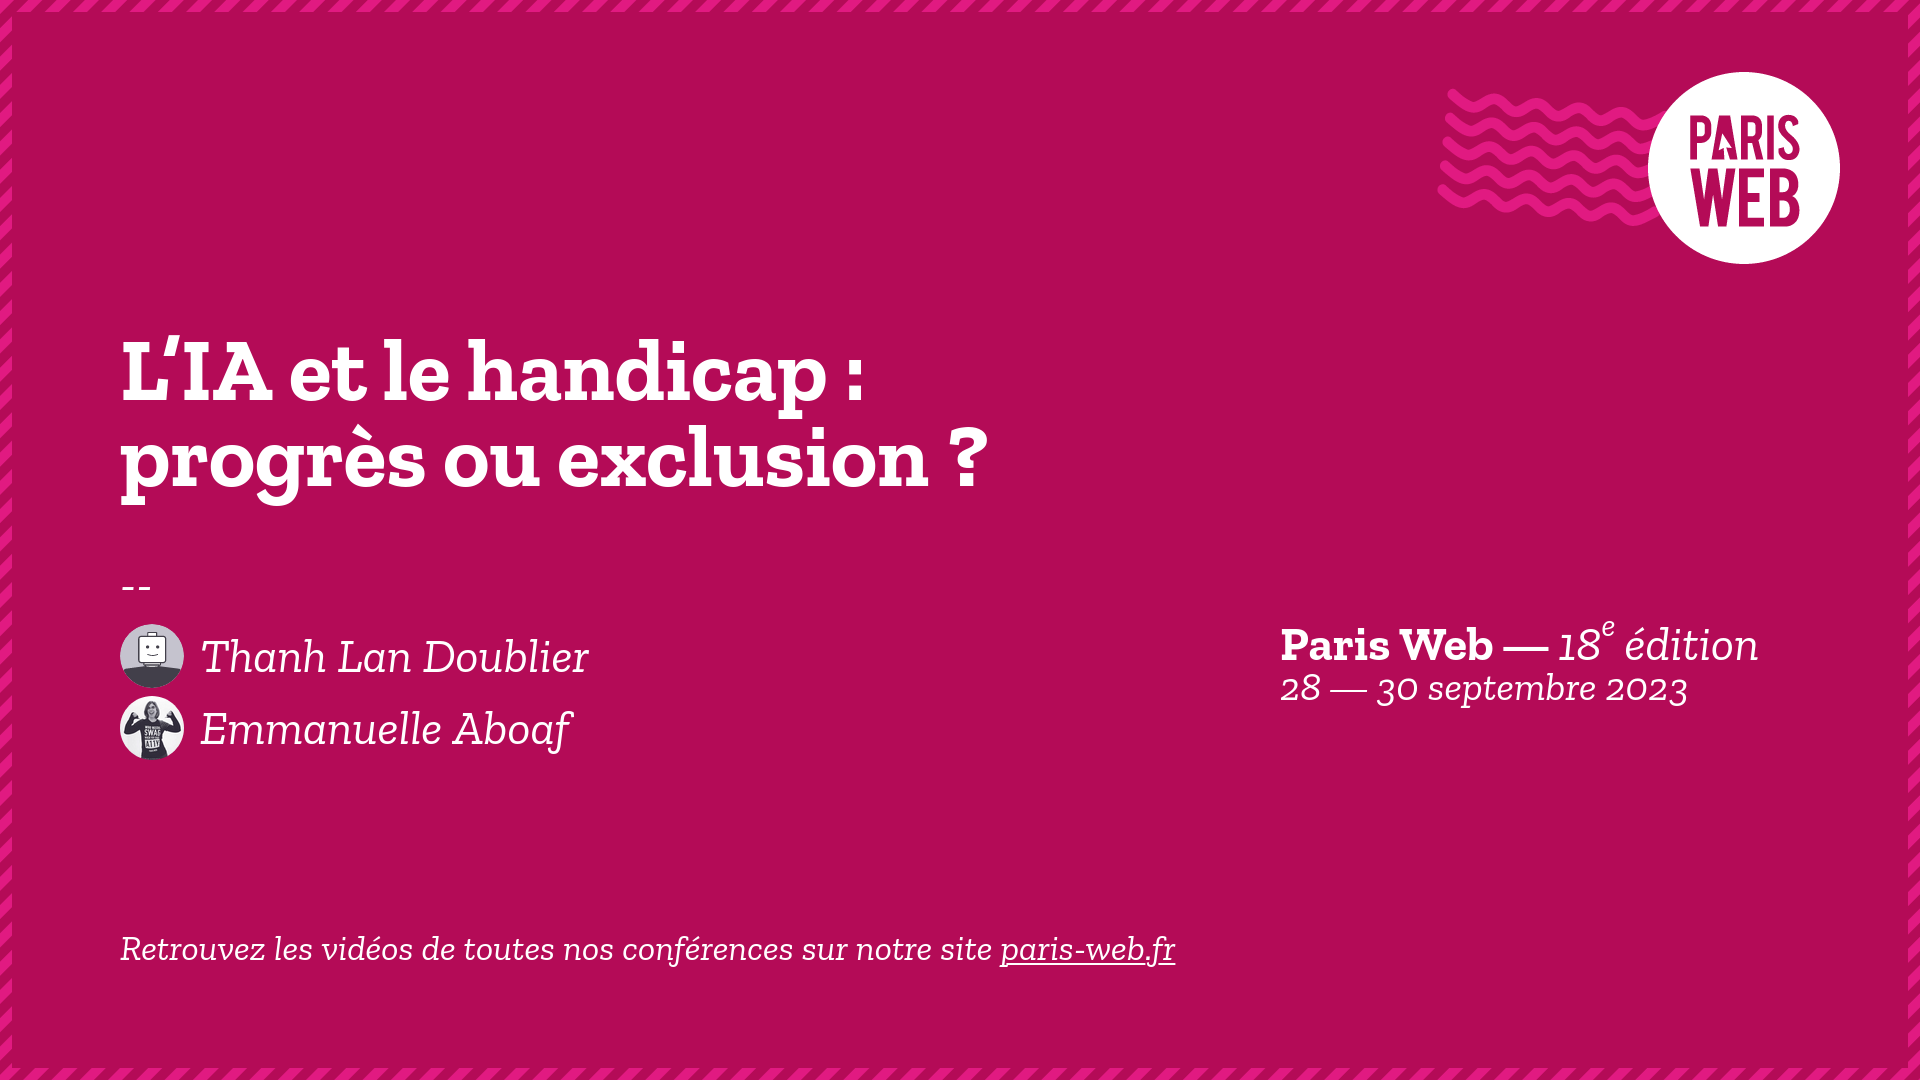 PARIS
WEB
L’IA et le handicap :
progrès ou exclusion ?
--
Thanh Lan Doublier
Emmanuelle Aboaf
Paris Web — 18e édition
28 — 30 septembre 2023
Retrouvez les vidéos de toutes nos conférences sur notre site paris-web.fr